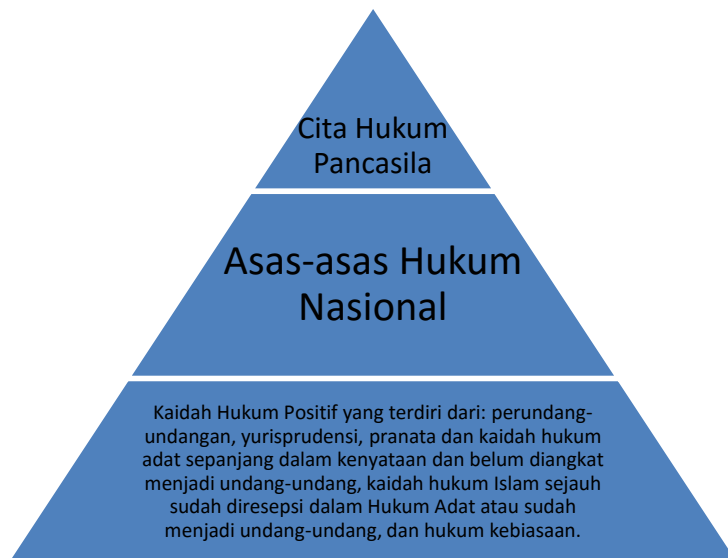 Cita Hukum
Pancasila
Asas-asas Hukum
Nasional
Kaidah Hukum Positif yang terdiri dari: perundang-
undangan, yurisprudensi, pranata dan kaidah hukum
adat sepanjang dalam kenyataan dan belum diangkat
menjadi undang-undang, kaidah hukum Islam sejauh
sudah diresepsi dalam Hukum Adat atau sudah
menjadi undang-undang, dan hukum kebiasaan.